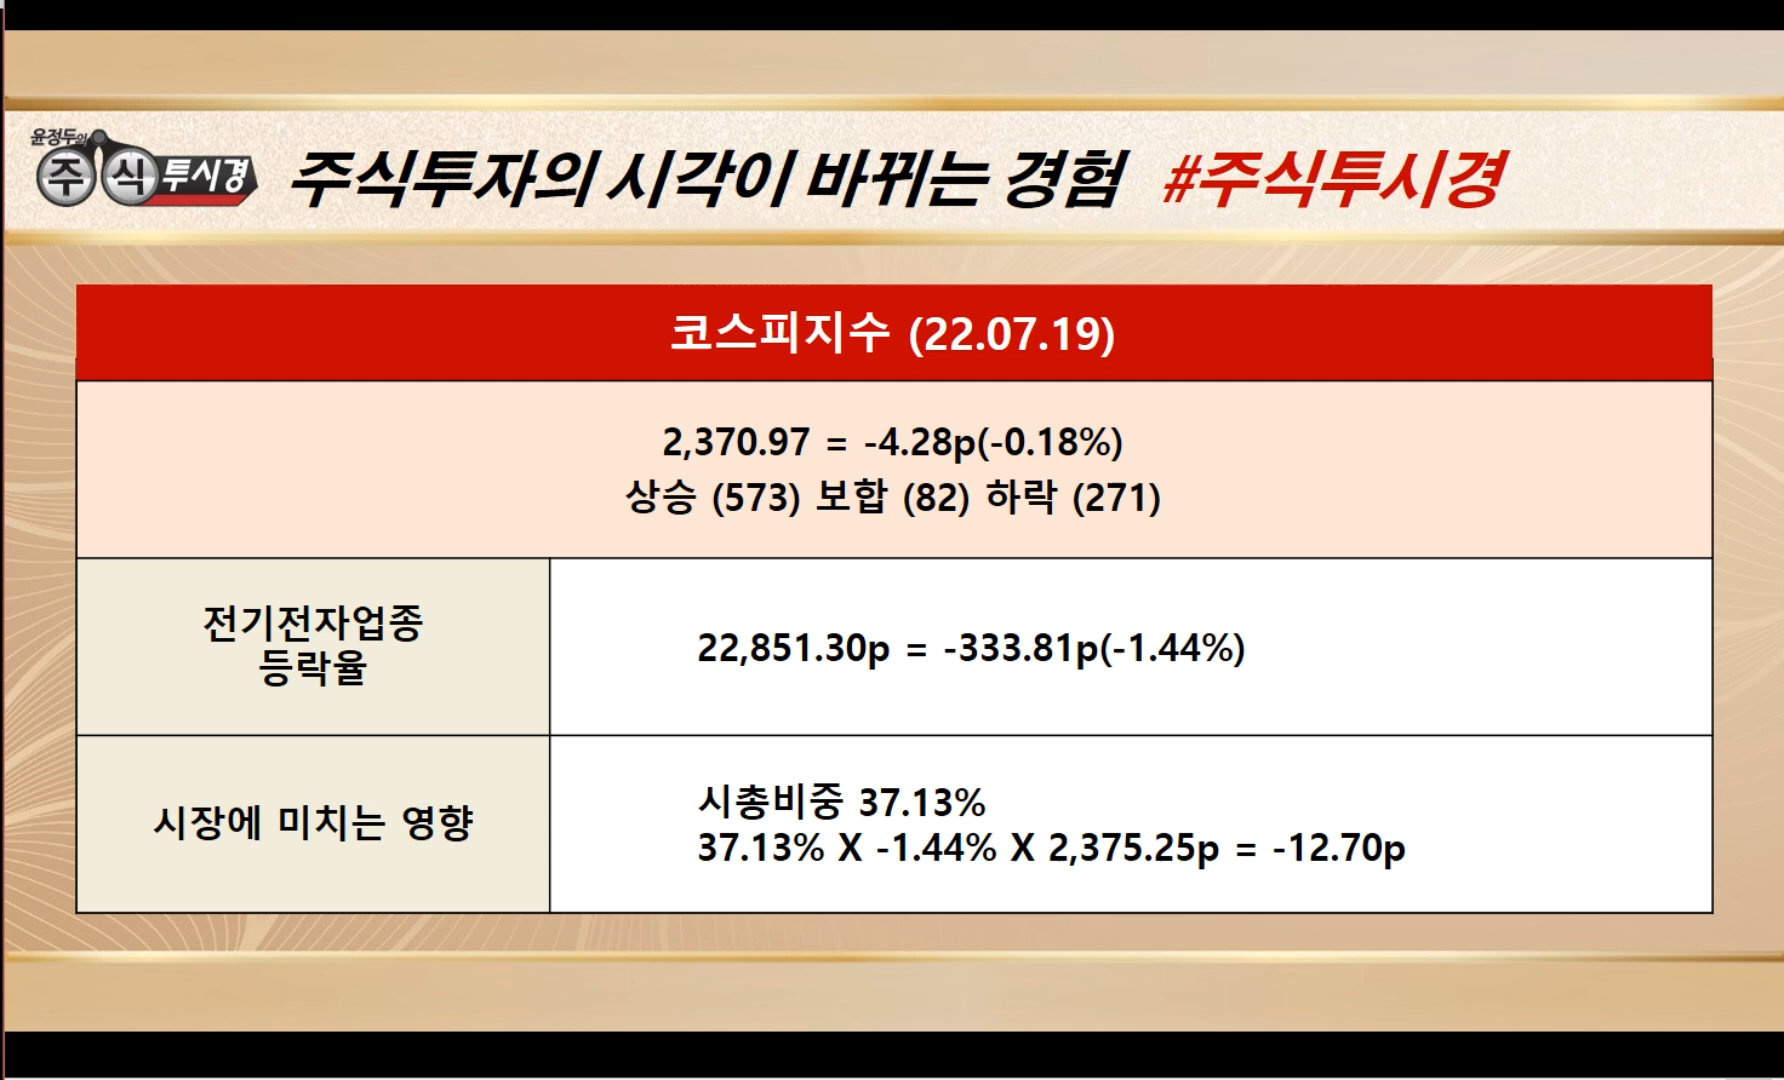 윤정두의
주식투시경
주식투자의 시각이 바뀌는 경험 #주식투시경
코스피지수 (22.07.19)
2,370.97 = -4.28p(-0.18%)
상승 (573) 보합 (82) 하락 (271)
전기전자업종
등락율
22,851.30p = -333.81p(-1.44%)
시장에 미치는 영향
시총비중 37.13%
37.13% X -1.44% X 2,375.25p = -12.70p